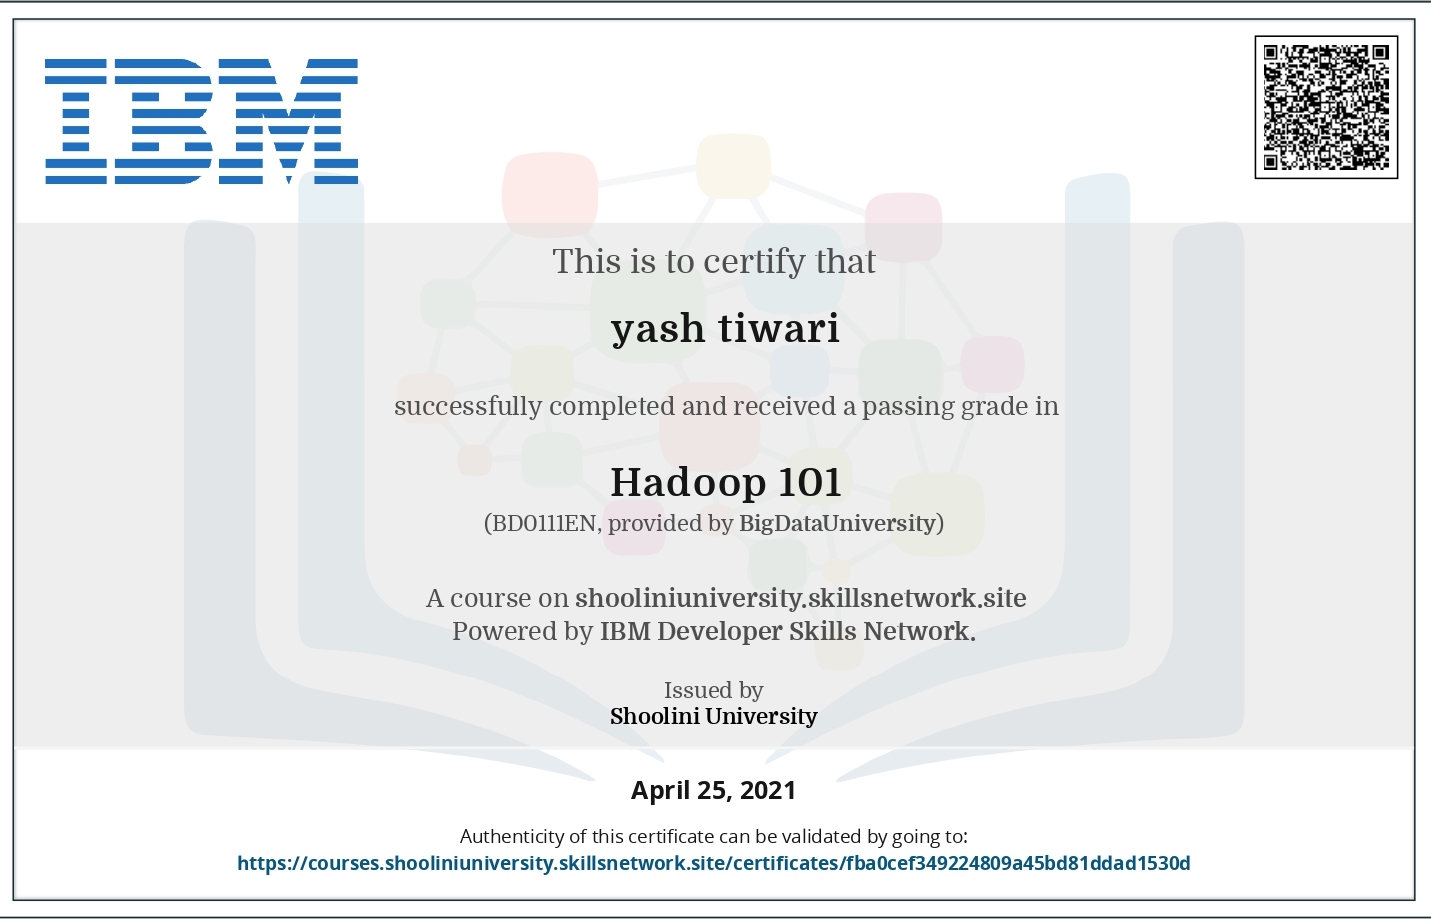 IBM
This is to certify that
yash tiwari
successfully completed and received a passing grade in
Hadoop 101
(BD0111EN, provided by BigDataUniversity)
A course on shooliniuniversity.skillsnetwork.site
Powered by IBM Developer Skills Network.
Issued by
Shoolini University
April 25, 2021
Authenticity of this certificate can be validated by going to:
https://courses.shooliniuniversity.skillsnetwork.site/certificates/fba0cef349224809a45bd81ddad1530d